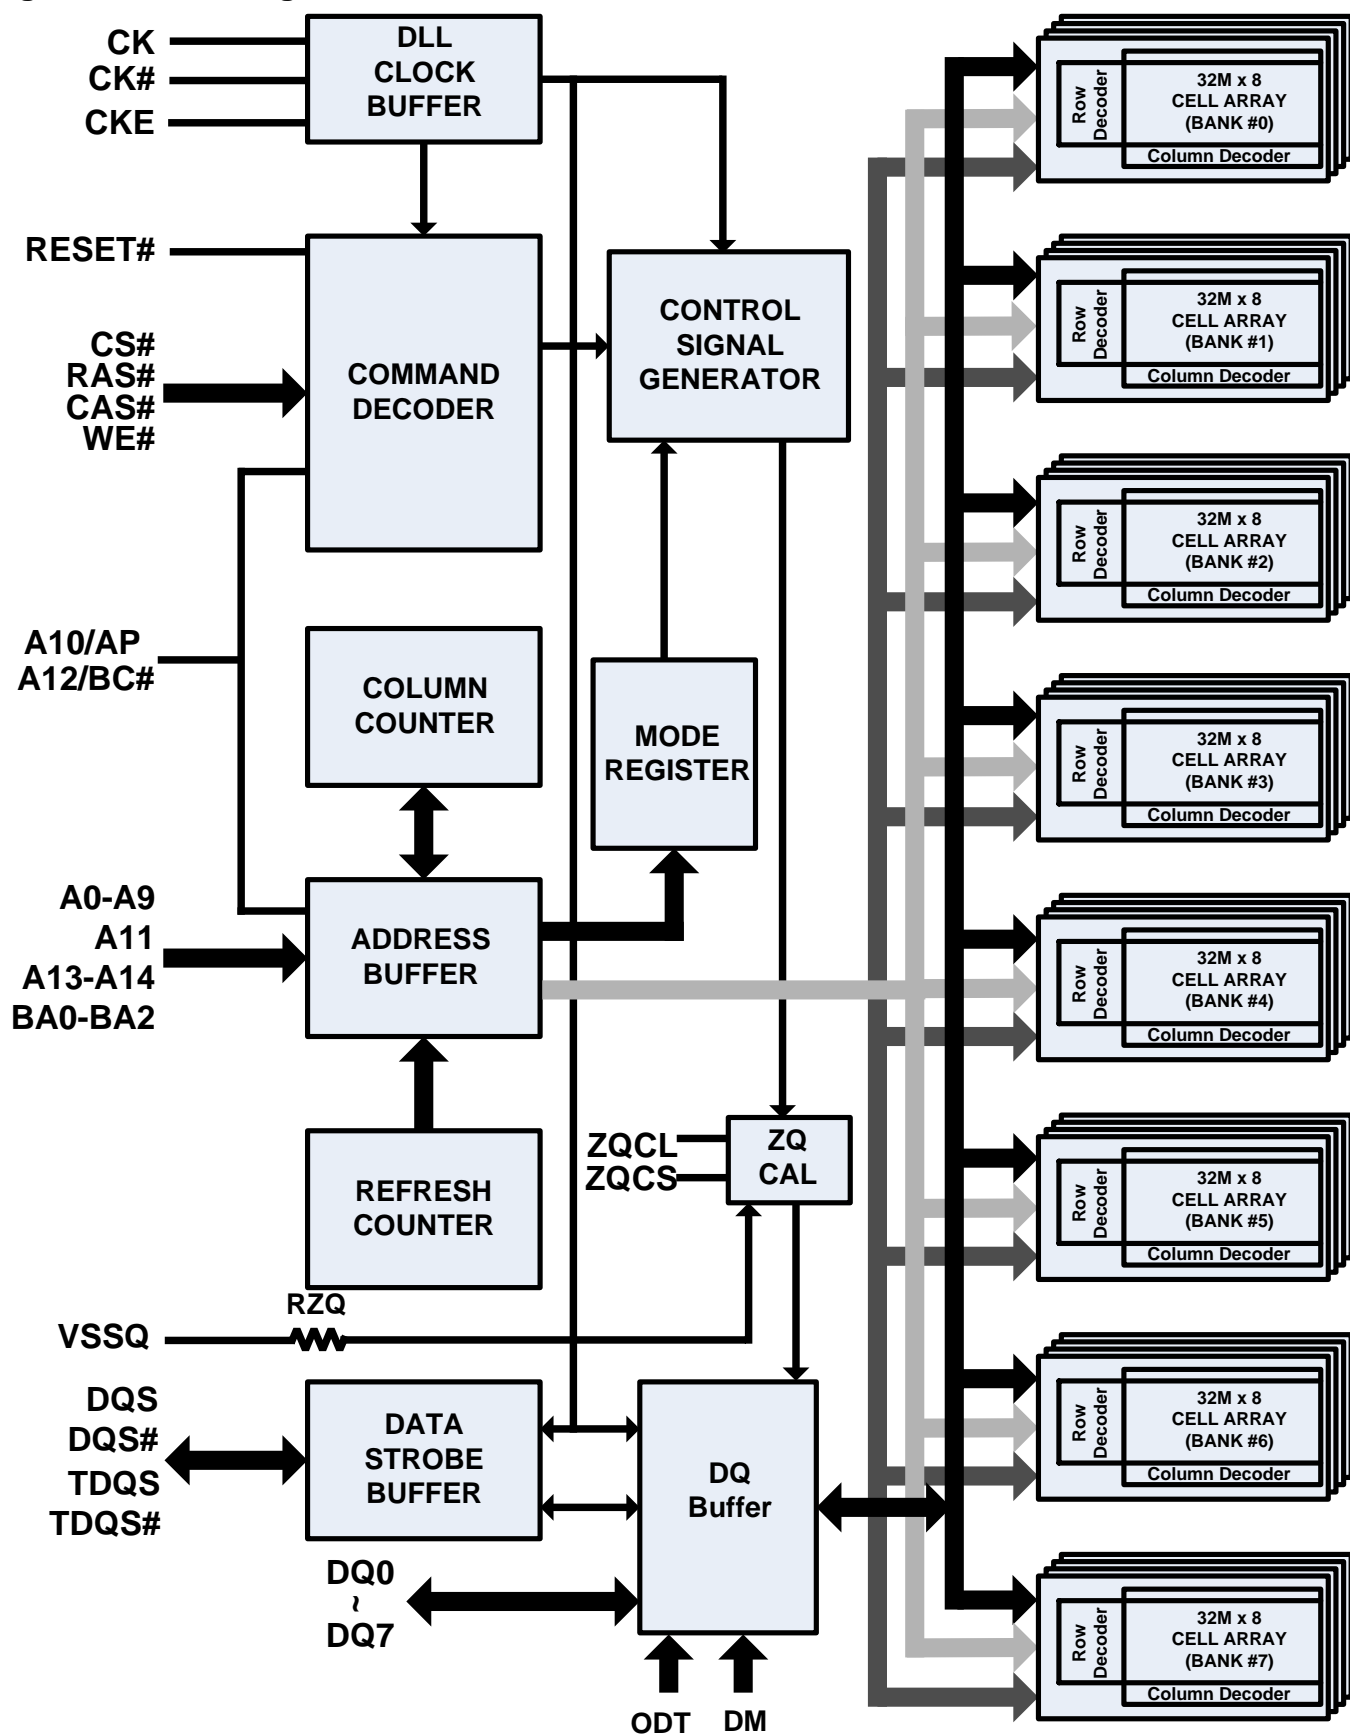 CK
CK#
CKE
DLL
CLOCK
BUFFER
RESET#
CS#
RAS#
CAS#
WE#
COMMAND
DECODER
CONTROL
SIGNAL
GENERATOR
A10/AP
A12/BC#
COLUMN
COUNTER
MODE
REGISTER
A0-A9
A11
A13-A14
BA0-BA2
ADDRESS
BUFFER
REFRESH
COUNTER
ZQCL
ZQCS
ZQ
CAL
RZQ
VSSQ
DQS
DQS#
TDQS
TDQS#
DATA
STROBE
BUFFER
DQ
Buffer
DQ0
~
DQ7
ODT
DM
Row
Decoder
32M x 8
CELL ARRAY
(BANK #0)
Column Decoder
Row
Decoder
32M x 8
CELL ARRAY
(BANK #1)
Column Decoder
Row
Decoder
32M x 8
CELL ARRAY
(BANK #2)
Column Decoder
Row
Decoder
32M x 8
CELL ARRAY
(BANK #3)
Column Decoder
Row
Decoder
32M x 8
CELL ARRAY
(BANK #4)
Column Decoder
Row
Decoder
32M x 8
CELL ARRAY
(BANK #5)
Column Decoder
Row
Decoder
32M x 8
CELL ARRAY
(BANK #6)
Column Decoder
Row
Decoder
32M x 8
CELL ARRAY
(BANK #7)
Column Decoder